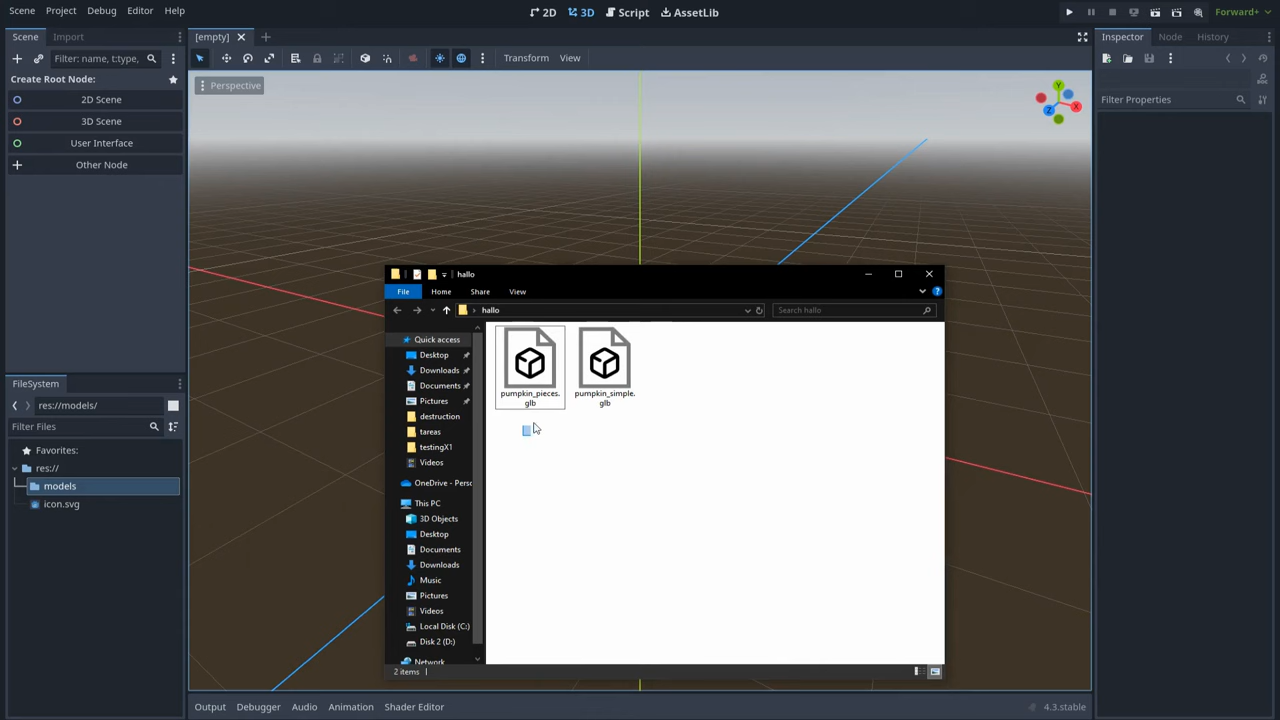 Scene Project Debug Editor Help
2D 3D Script AssetLib
Forward+
Scene Import
[empty]
Inspector Node History
Filter: name, t:type,
Transform View
Create Root Node:
2D Scene
3D Scene
User Interface
Other Node
Perspective
Y
X
Z
Filter Properties
hallo
File Home Share View
hallo
Search hallo
Quick access
Desktop
Downloads
Documents
Pictures
destruction
tareas
testingX1
Videos
OneDrive - Perso
This PC
3D Objects
Desktop
Documents
Downloads
Music
Pictures
Videos
Local Disk (C:)
Disk 2 (D:)
Network
pumpkin_pieces.
glb
pumpkin_simple.
glb
2 items
FileSystem
res://models/
Filter Files
Favorites:
res://
models
icon.svg
Output Debugger Audio Animation Shader Editor
4.3.stable